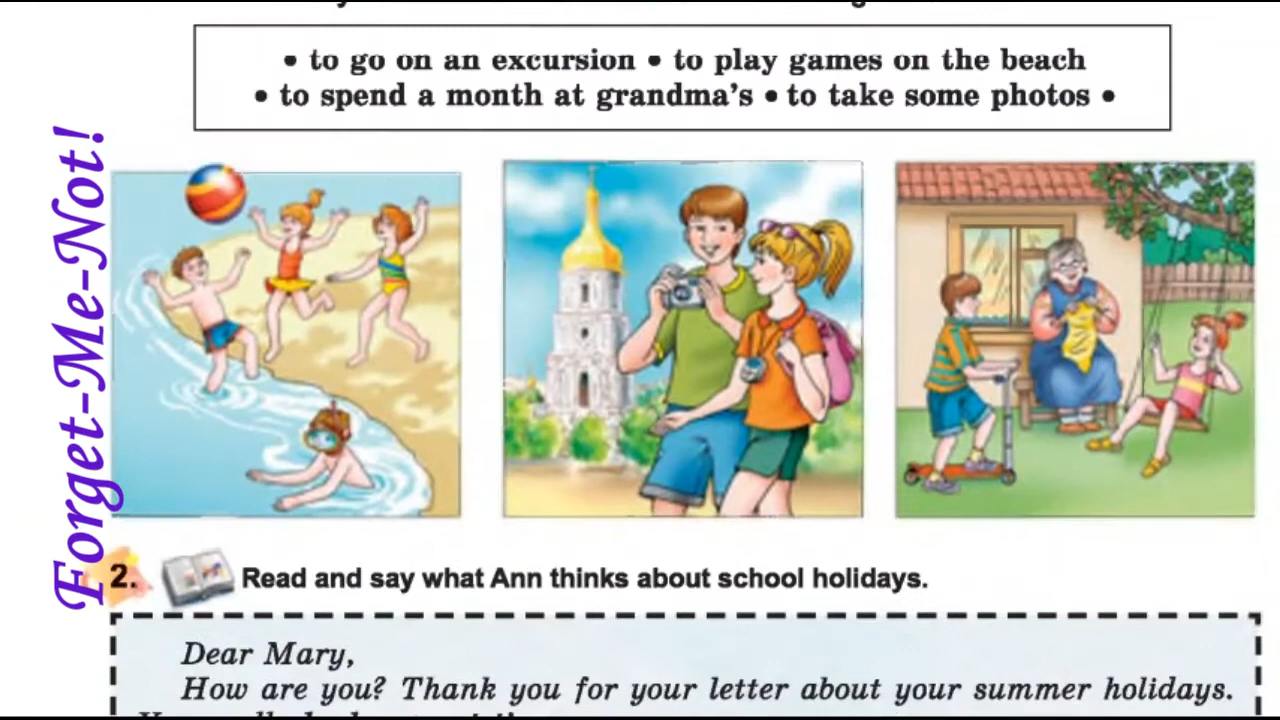 • to go on an excursion • to play games on the beach
• to spend a month at grandma's • to take some photos •
Forget-Me-Not!
2. Read and say what Ann thinks about school holidays.
Dear Mary,
How are you? Thank you for your letter about your summer holidays.